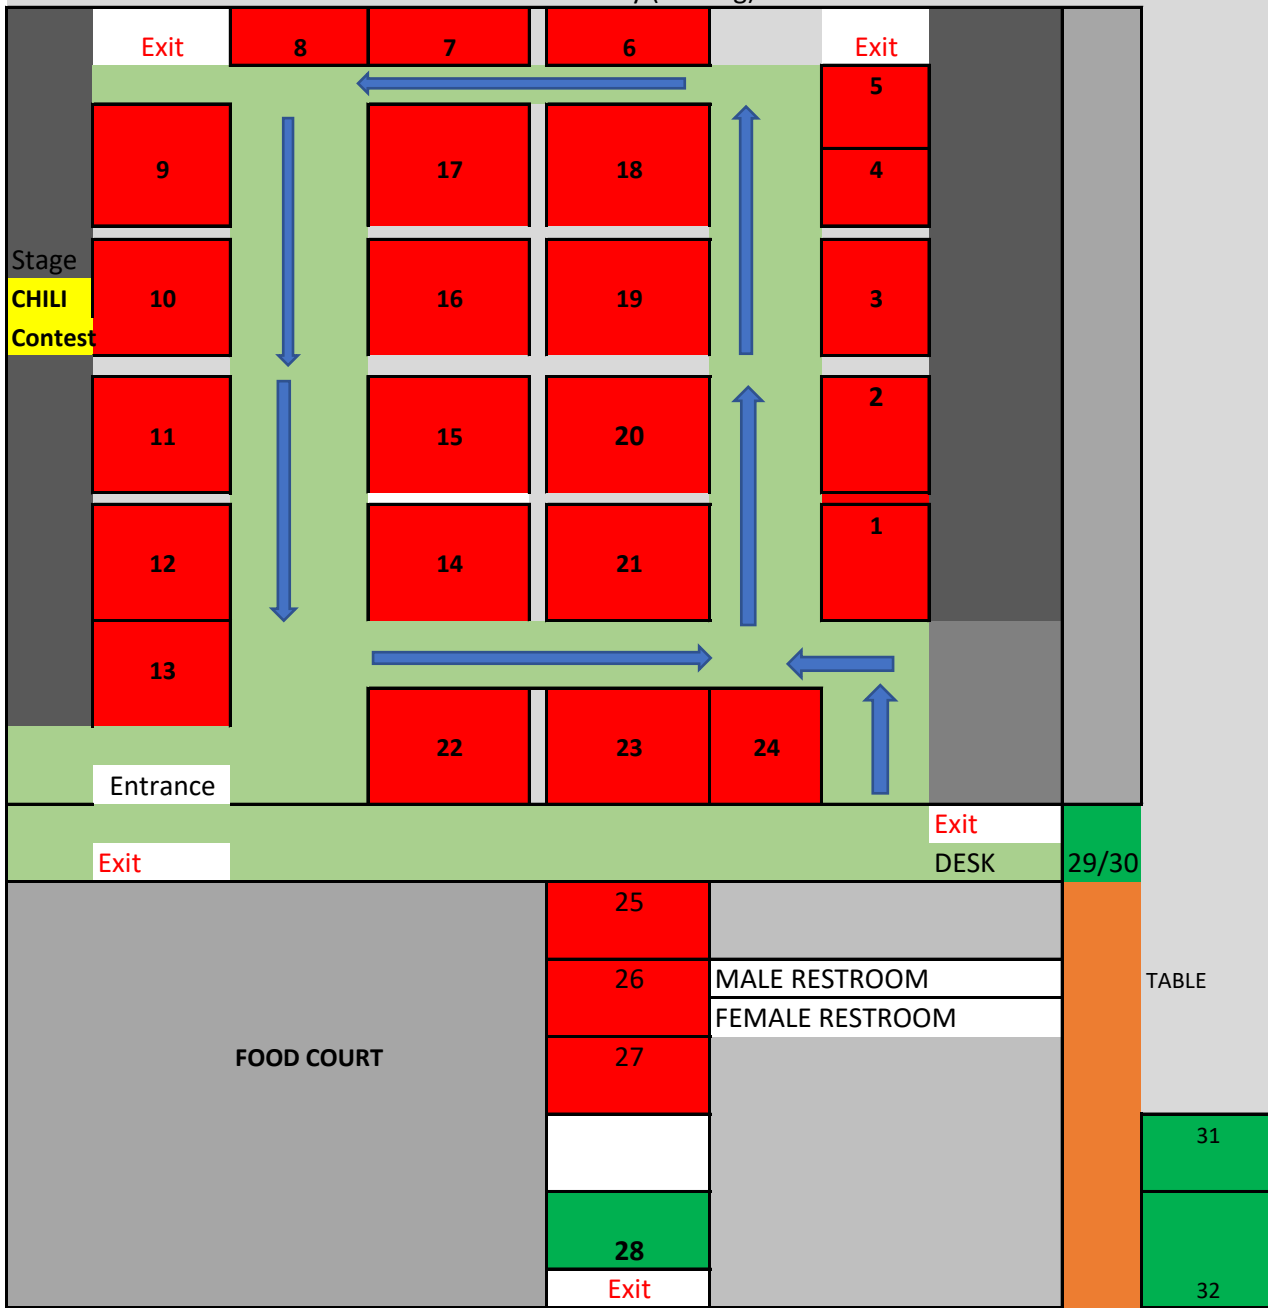 Exit 8 7 6 Exit
5
9 17 18 4
Stage
CHILI 10 16 19 3
Contest
2
11 15 20
1
12 14 21
13
22 23 24
Entrance
Exit
Exit DESK 29/30
25
26 MALE RESTROOM TABLE
FEMALE RESTROOM
FOOD COURT 27
31
28
Exit 32